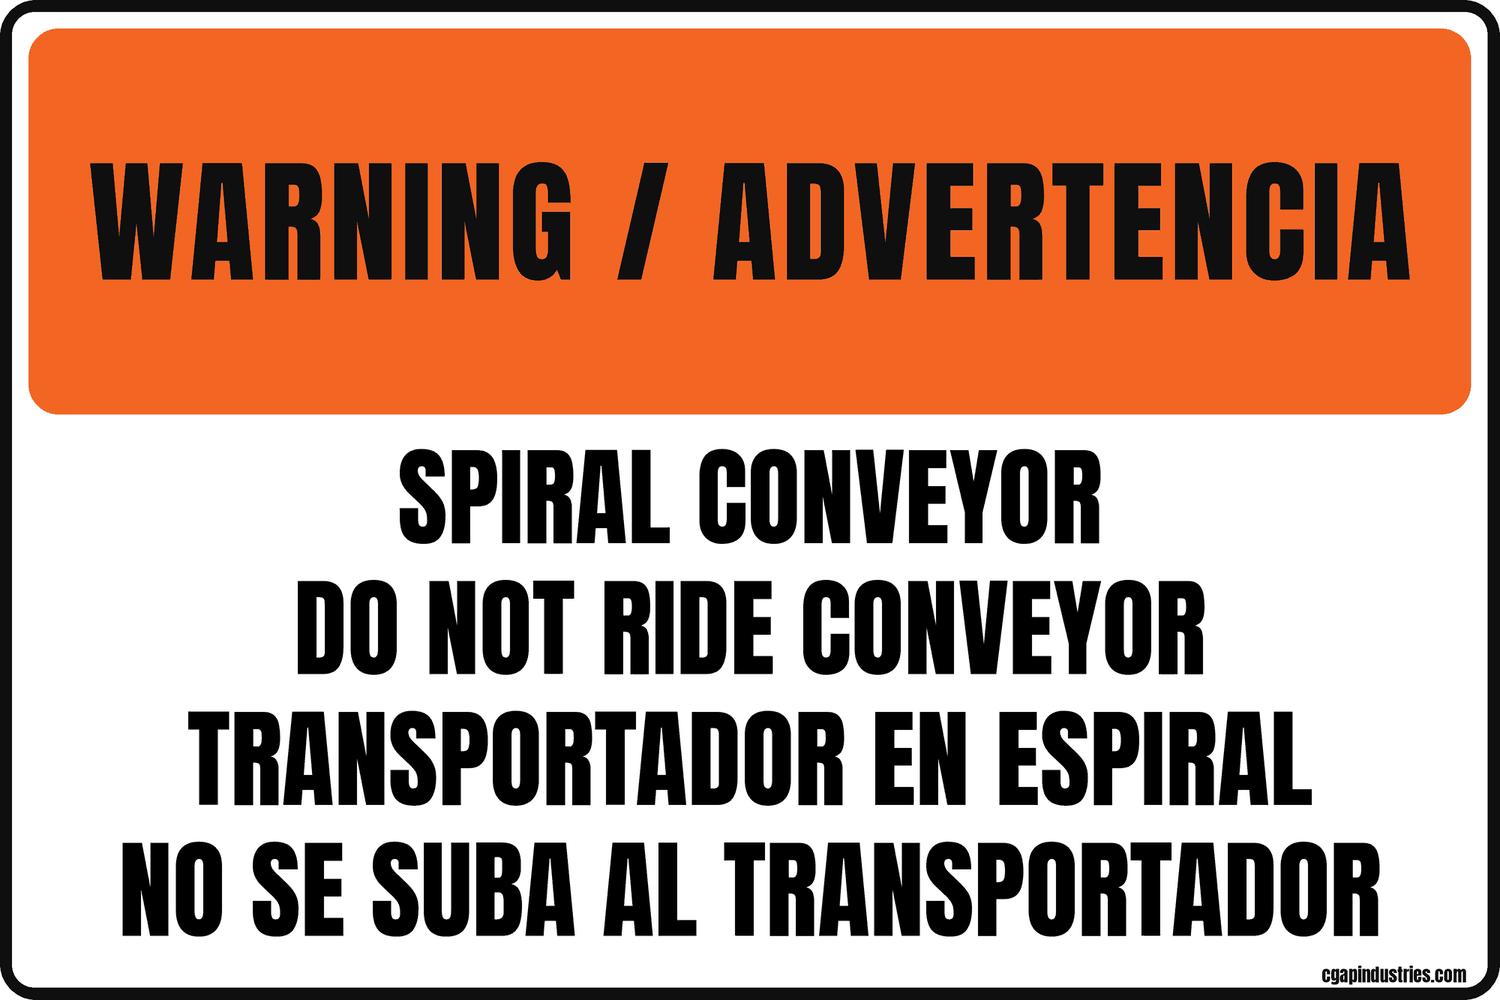 WARNING / ADVERTENCIA
SPIRAL CONVEYOR
DO NOT RIDE CONVEYOR
TRANSPORTADOR EN ESPIRAL
NO SE SUBA AL TRANSPORTADOR
cgapindustries.com